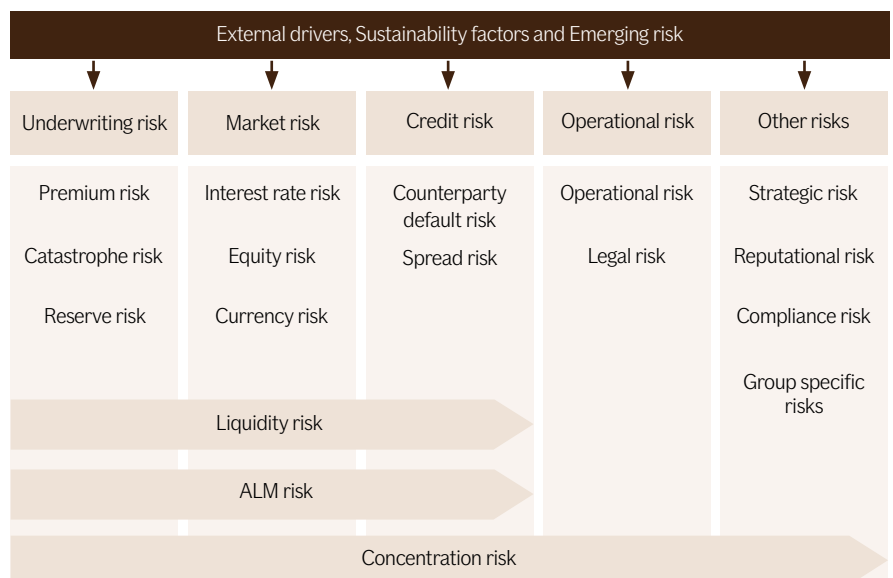 External drivers, Sustainability factors and Emerging risk
Underwriting risk
Market risk
Credit risk
Operational risk
Other risks
Premium risk
Interest rate risk
Counterparty
default risk
Operational risk
Strategic risk
Catastrophe risk
Equity risk
Spread risk
Legal risk
Reputational risk
Reserve risk
Currency risk
Compliance risk
Group specific
risks
Liquidity risk
ALM risk
Concentration risk